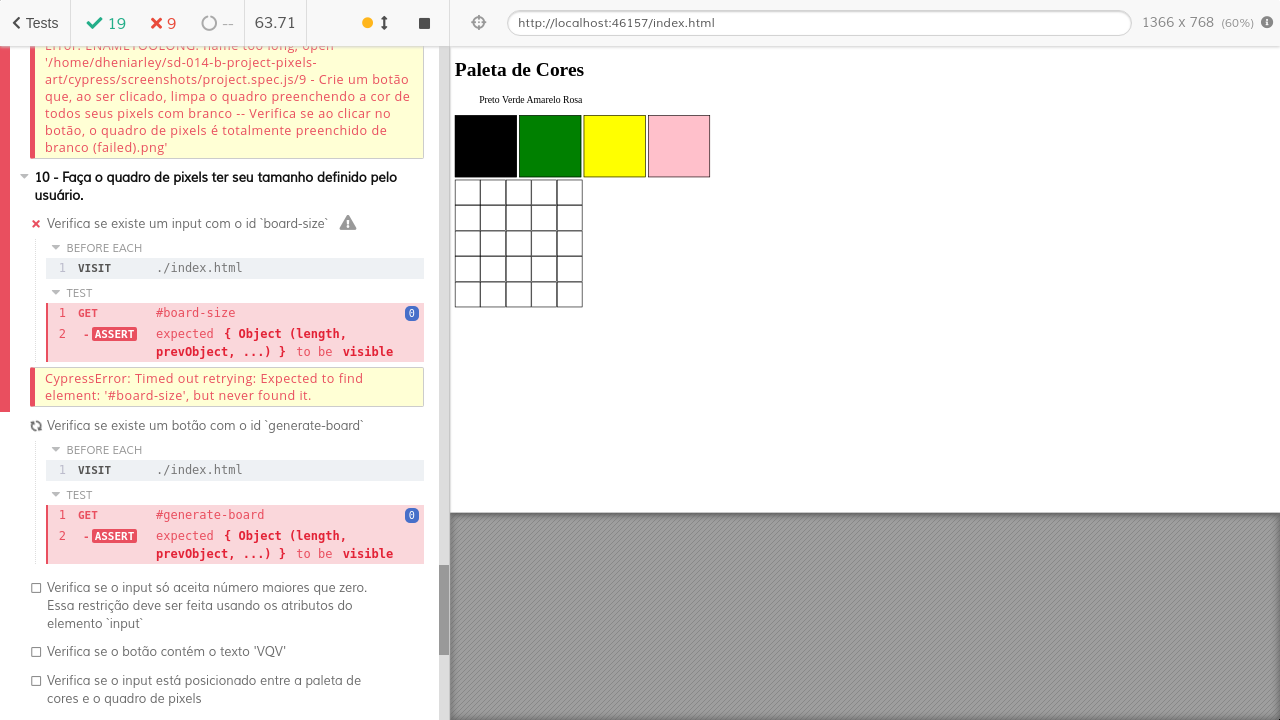 Tests 19 9 -- 63.71 http://localhost:46157/index.html 1366 x 768 (60%)
Error: ENAMETOOLONG: name too long, open
'/home/dheniarley/sd-014-b-project-pixels-
art/cypress/screenshots/project.spec.js/9 - Crie um botão
que, ao ser clicado, limpa o quadro preenchendo a cor de
todos seus pixels com branco -- Verifica se ao clicar no
botão, o quadro de pixels é totalmente preenchido de
branco (failed).png'
10 - Faça o quadro de pixels ter seu tamanho definido pelo
usuário.
Verifica se existe um input com o id `board-size`
BEFORE EACH
1 VISIT ./index.html
TEST
1 GET #board-size 0
2 - ASSERT expected { Object (length,
prevObject, ...) } to be visible
CypressError: Timed out retrying: Expected to find
element: '#board-size', but never found it.
Verifica se existe um botão com o id `generate-board`
BEFORE EACH
1 VISIT ./index.html
TEST
1 GET #generate-board 0
2 - ASSERT expected { Object (length,
prevObject, ...) } to be visible
Verifica se o input só aceita número maiores que zero.
Essa restrição deve ser feita usando os atributos do
elemento `input`
Verifica se o botão contém o texto 'VQV'
Verifica se o input está posicionado entre a paleta de
cores e o quadro de pixels
Paleta de Cores
Preto Verde Amarelo Rosa